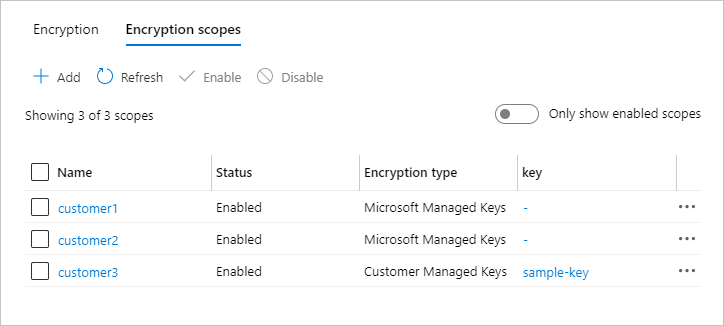 Encryption Encryption scopes
Add Refresh Enable Disable
Showing 3 of 3 scopes Only show enabled scopes
Name Status Encryption type key
customer1 Enabled Microsoft Managed Keys -
customer2 Enabled Microsoft Managed Keys -
customer3 Enabled Customer Managed Keys sample-key